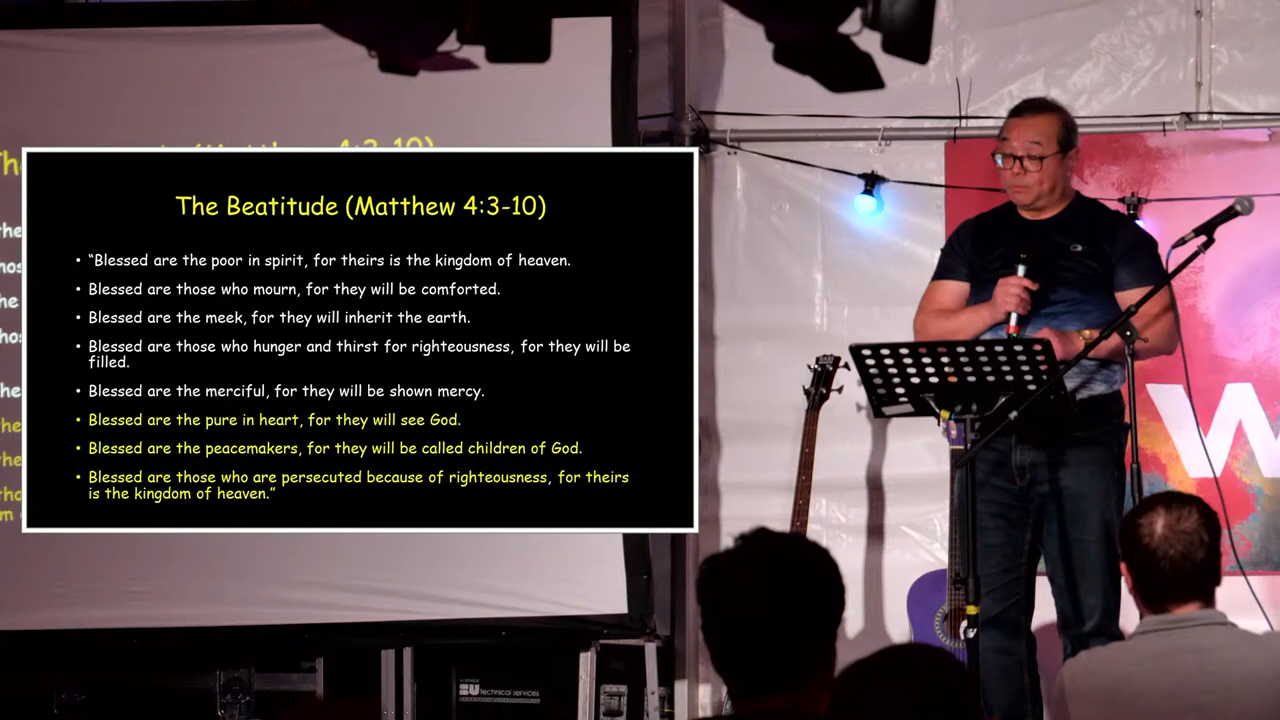 The Beatitude (Matthew 4:3-10)
• "Blessed are the poor in spirit, for theirs is the kingdom of heaven.
• Blessed are those who mourn, for they will be comforted.
• Blessed are the meek, for they will inherit the earth.
• Blessed are those who hunger and thirst for righteousness, for they will be
filled.
• Blessed are the merciful, for they will be shown mercy.
• Blessed are the pure in heart, for they will see God.
• Blessed are the peacemakers, for they will be called children of God.
• Blessed are those who are persecuted because of righteousness, for theirs
is the kingdom of heaven."
W
technical services